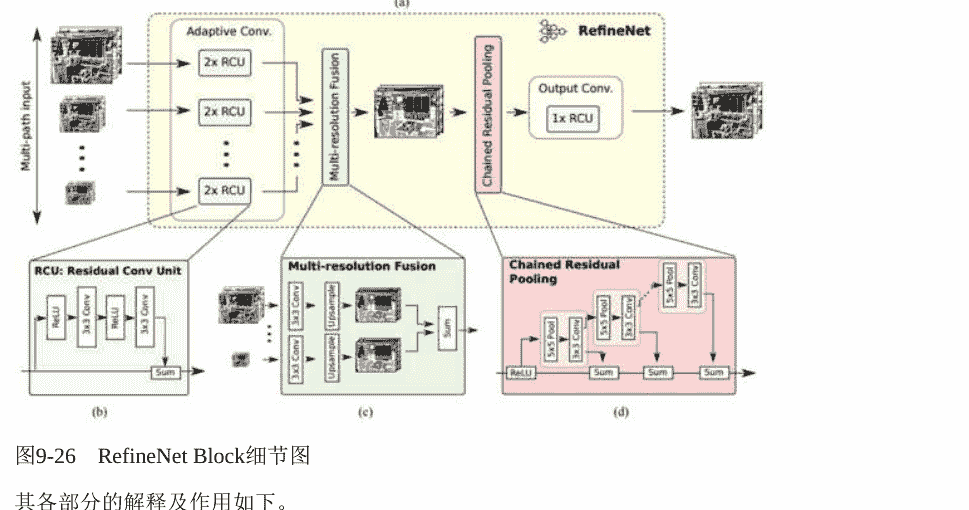 (a)
Adaptive Conv.
RefineNet
Multi-path input
2x RCU
2x RCU
2x RCU
Multi-resolution Fusion
Chained Residual Pooling
Output Conv.
1x RCU
RCU: Residual Conv Unit
ReLU
3x3 Conv
ReLU
3x3 Conv
Sum
Multi-resolution Fusion
3x3 Conv
Upsample
3x3 Conv
Upsample
Sum
Chained Residual
Pooling
5x5 Pool
3x3 Conv
5x5 Pool
3x3 Conv
5x5 Pool
3x3 Conv
ReLU
Sum
Sum
Sum
(b)
(c)
(d)
图9-26 RefineNet Block细节图
其各部分的解释及作用如下。